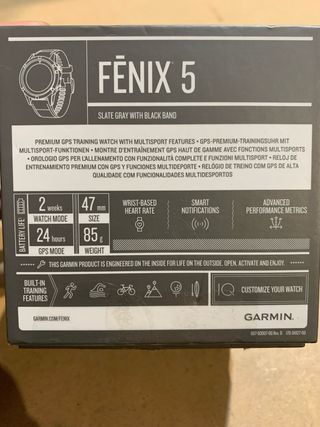 FĒNIX 5
SLATE GRAY WITH BLACK BAND
PREMIUM GPS TRAINING WATCH WITH MULTISPORT FEATURES • GPS-PREMIUM-TRAININGSUHR MIT
MULTISPORT-FUNKTIONEN • MONTRE D'ENTRAÎNEMENT GPS HAUT DE GAMME AVEC FONCTIONS MULTISPORTS
• OROLOGIO GPS PER L'ALLENAMENTO CON FUNZIONALITÀ COMPLETE E FUNZIONI MULTISPORT • RELOJ DE
ENTRENAMIENTO PREMIUM CON GPS Y FUNCIONES MULTIDEPORTE • RELÓGIO DE TREINO COM GPS DE ALTA
QUALIDADE COM FUNCIONALIDADES MULTIDESPORTOS
BATTERY LIFE
2 weeks
WATCH MODE
47 mm
SIZE
24 hours
GPS MODE
85 g
WEIGHT
WRIST-BASED
HEART RATE
SMART
NOTIFICATIONS
ADVANCED
PERFORMANCE METRICS
THIS GARMIN PRODUCT IS ENGINEERED ON THE INSIDE FOR LIFE ON THE OUTSIDE. OPEN, ACTIVATE AND ENJOY.
BUILT-IN
TRAINING
FEATURES
IQ
CUSTOMIZE YOUR WATCH
GARMIN.COM/FENIX
GARMIN